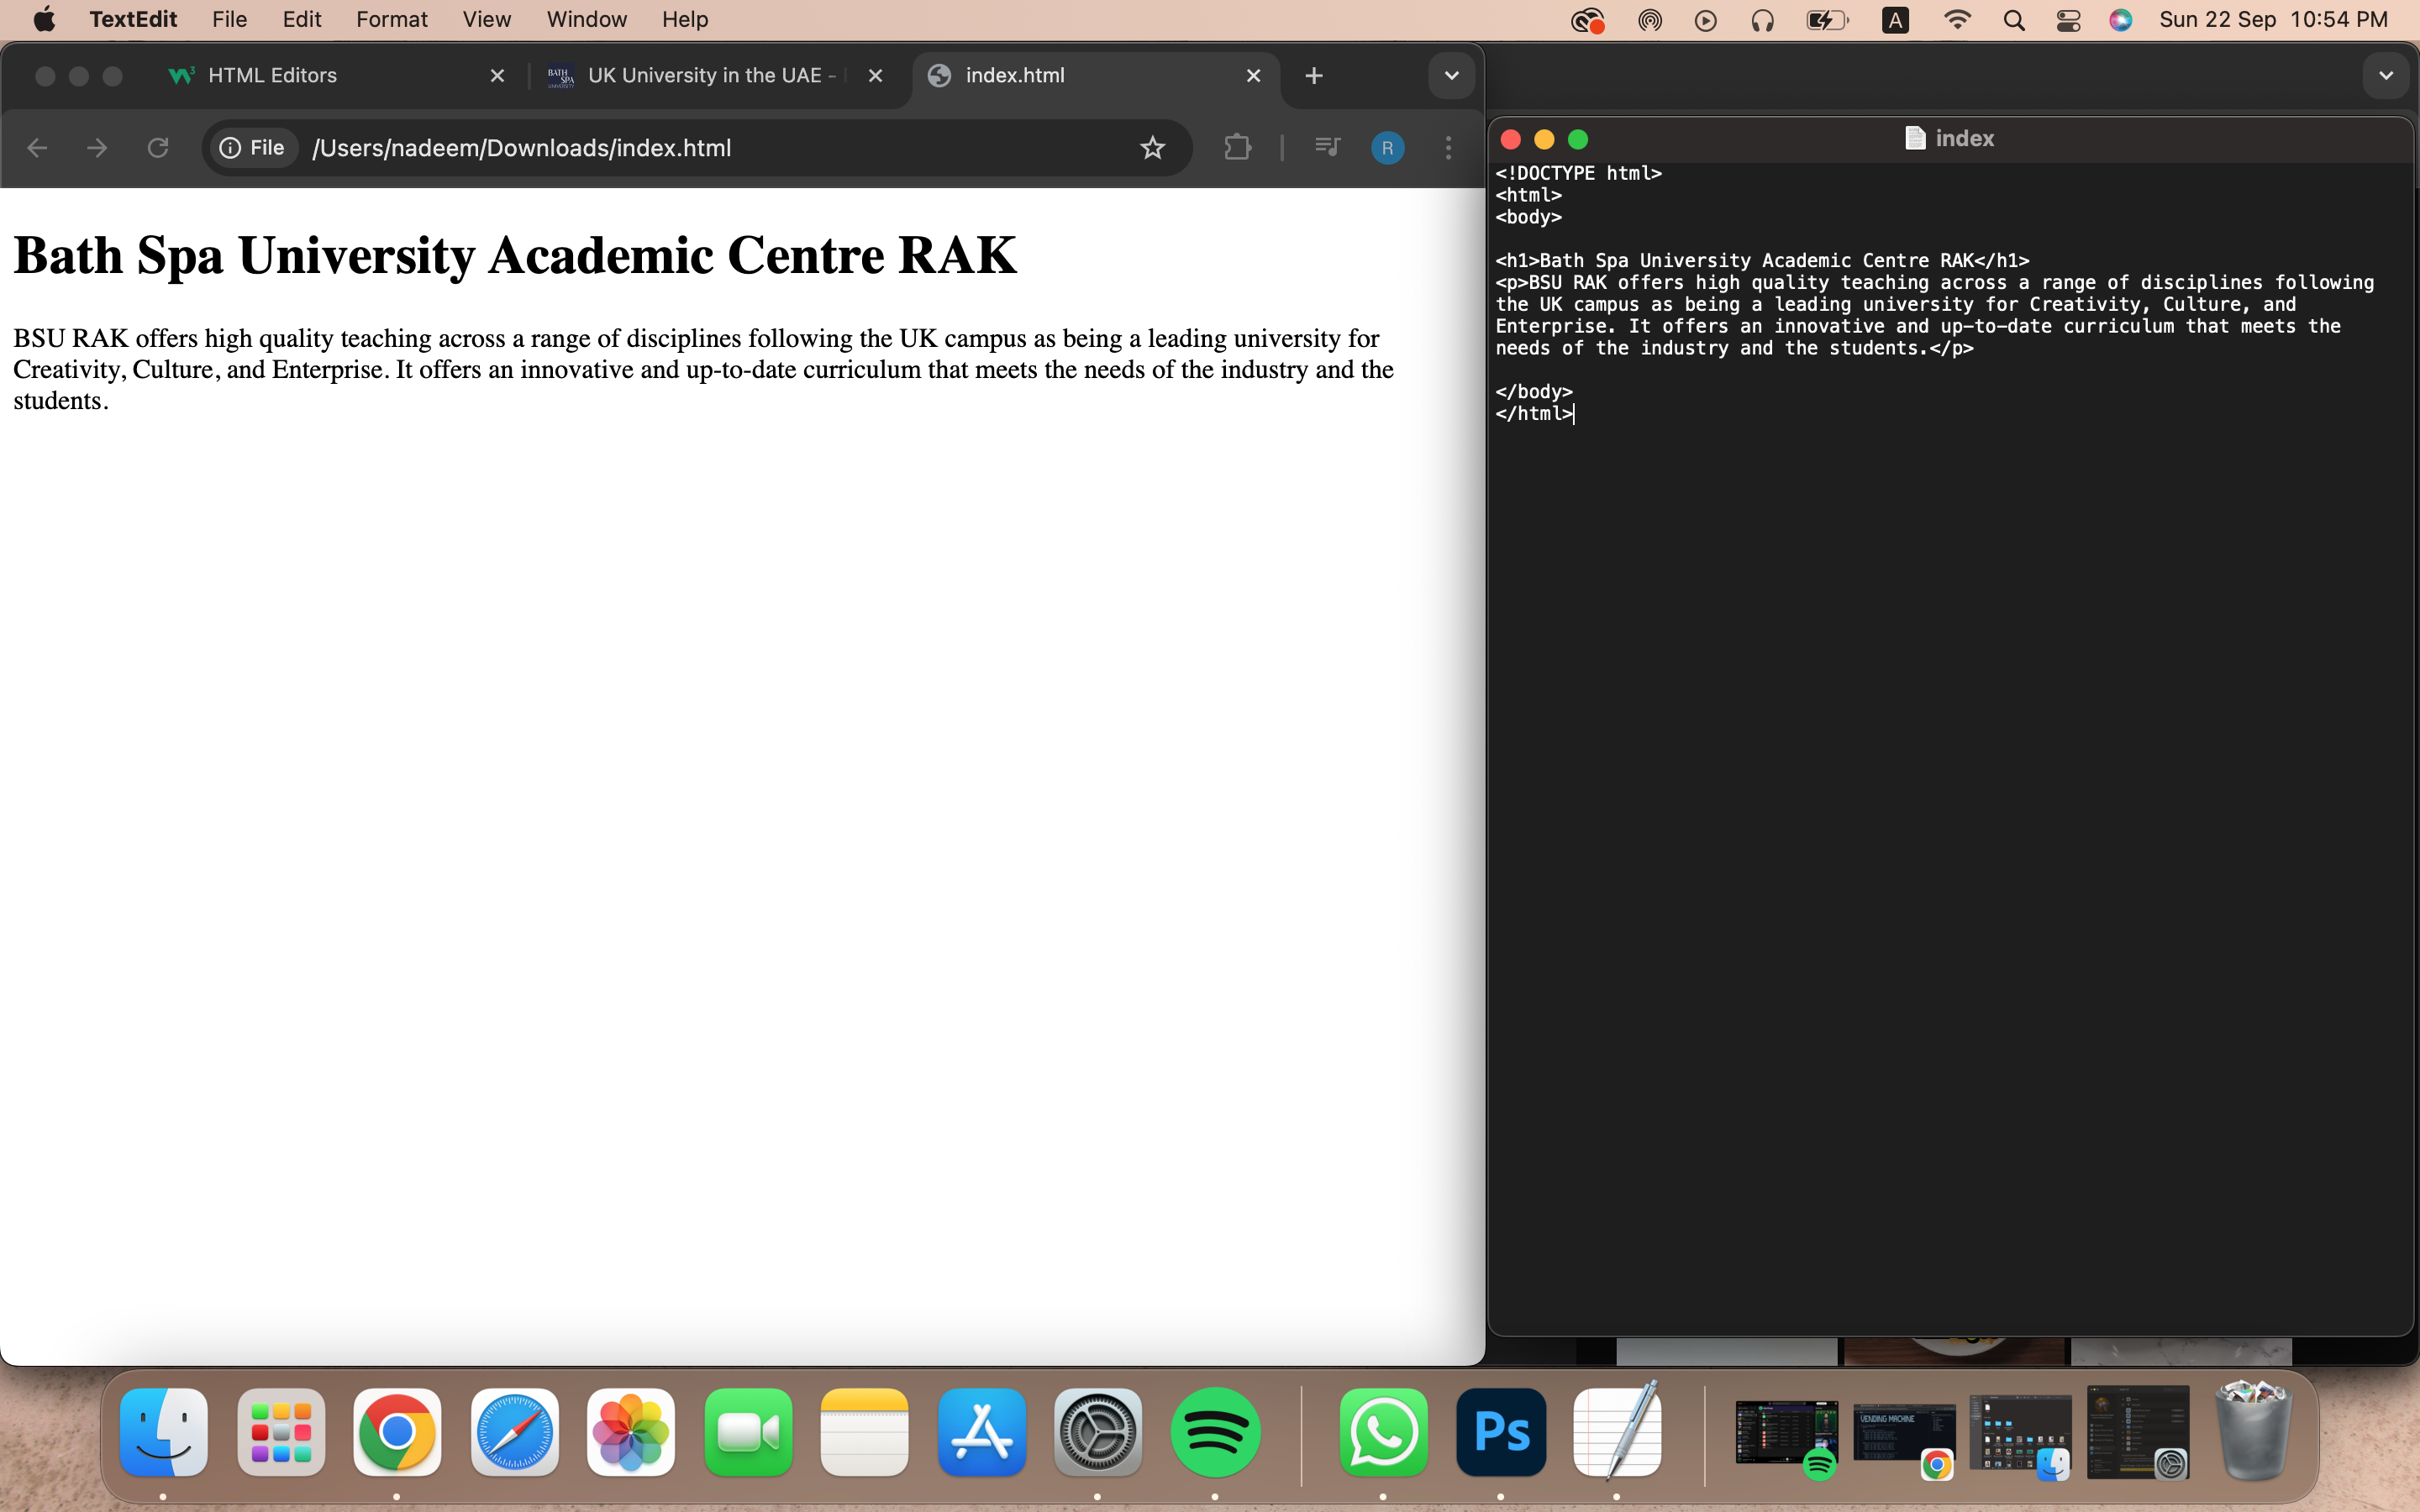 TextEdit File Edit Format View Window Help
A
Sun 22 Sep 10:54 PM
HTML Editors
BATH SPA UNIVERSITY
UK University in the UAE -
index.html
File /Users/nadeem/Downloads/index.html
R
Bath Spa University Academic Centre RAK
BSU RAK offers high quality teaching across a range of disciplines following the UK campus as being a leading university for
Creativity, Culture, and Enterprise. It offers an innovative and up-to-date curriculum that meets the needs of the industry and the
students.
index
<!DOCTYPE html>
<html>
<body>
<h1>Bath Spa University Academic Centre RAK</h1>
<p>BSU RAK offers high quality teaching across a range of disciplines following
the UK campus as being a leading university for Creativity, Culture, and
Enterprise. It offers an innovative and up-to-date curriculum that meets the
needs of the industry and the students.</p>
</body>
</html>
Ps
VENDING MACHINE